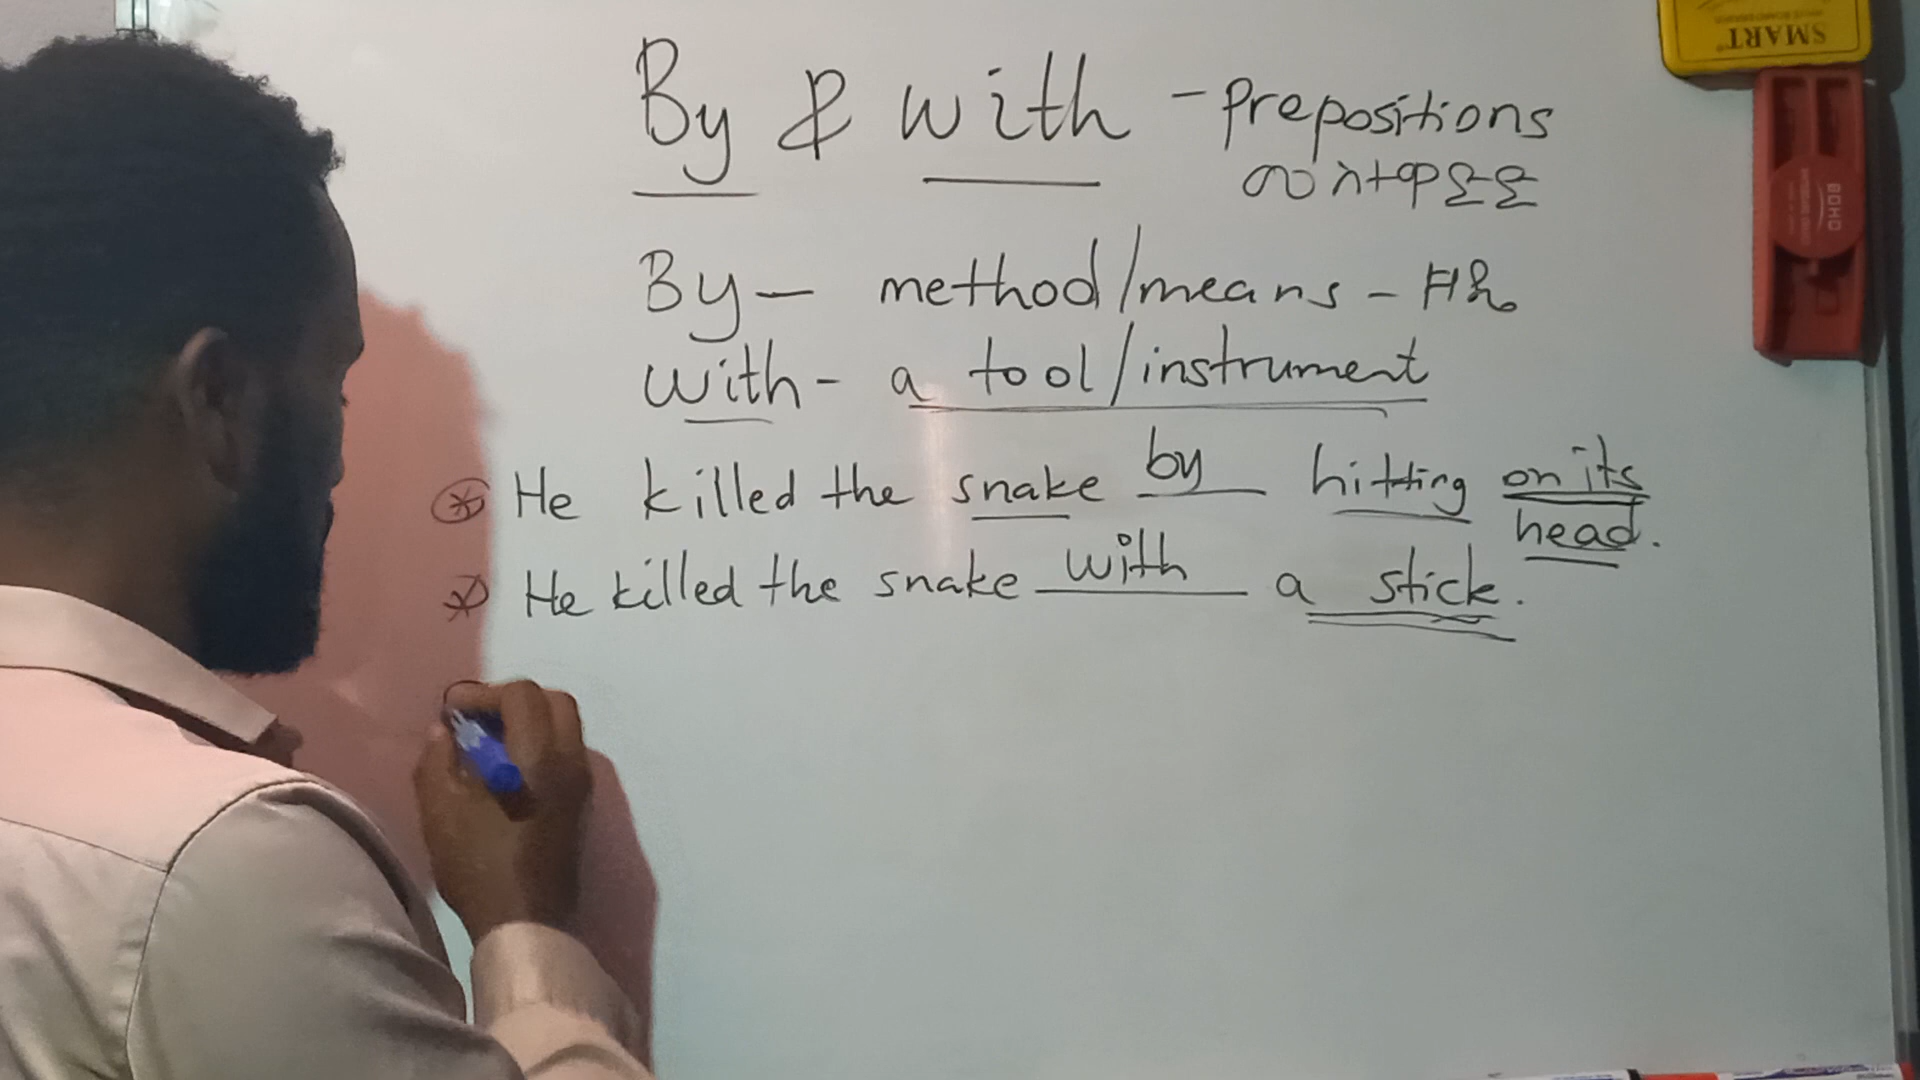 By & with - prepositions
መስተዋድድ
By - method/means - ዘዴ
with - a tool/instrument
He killed the snake by hitting on its head.
He killed the snake with a stick.
SMART